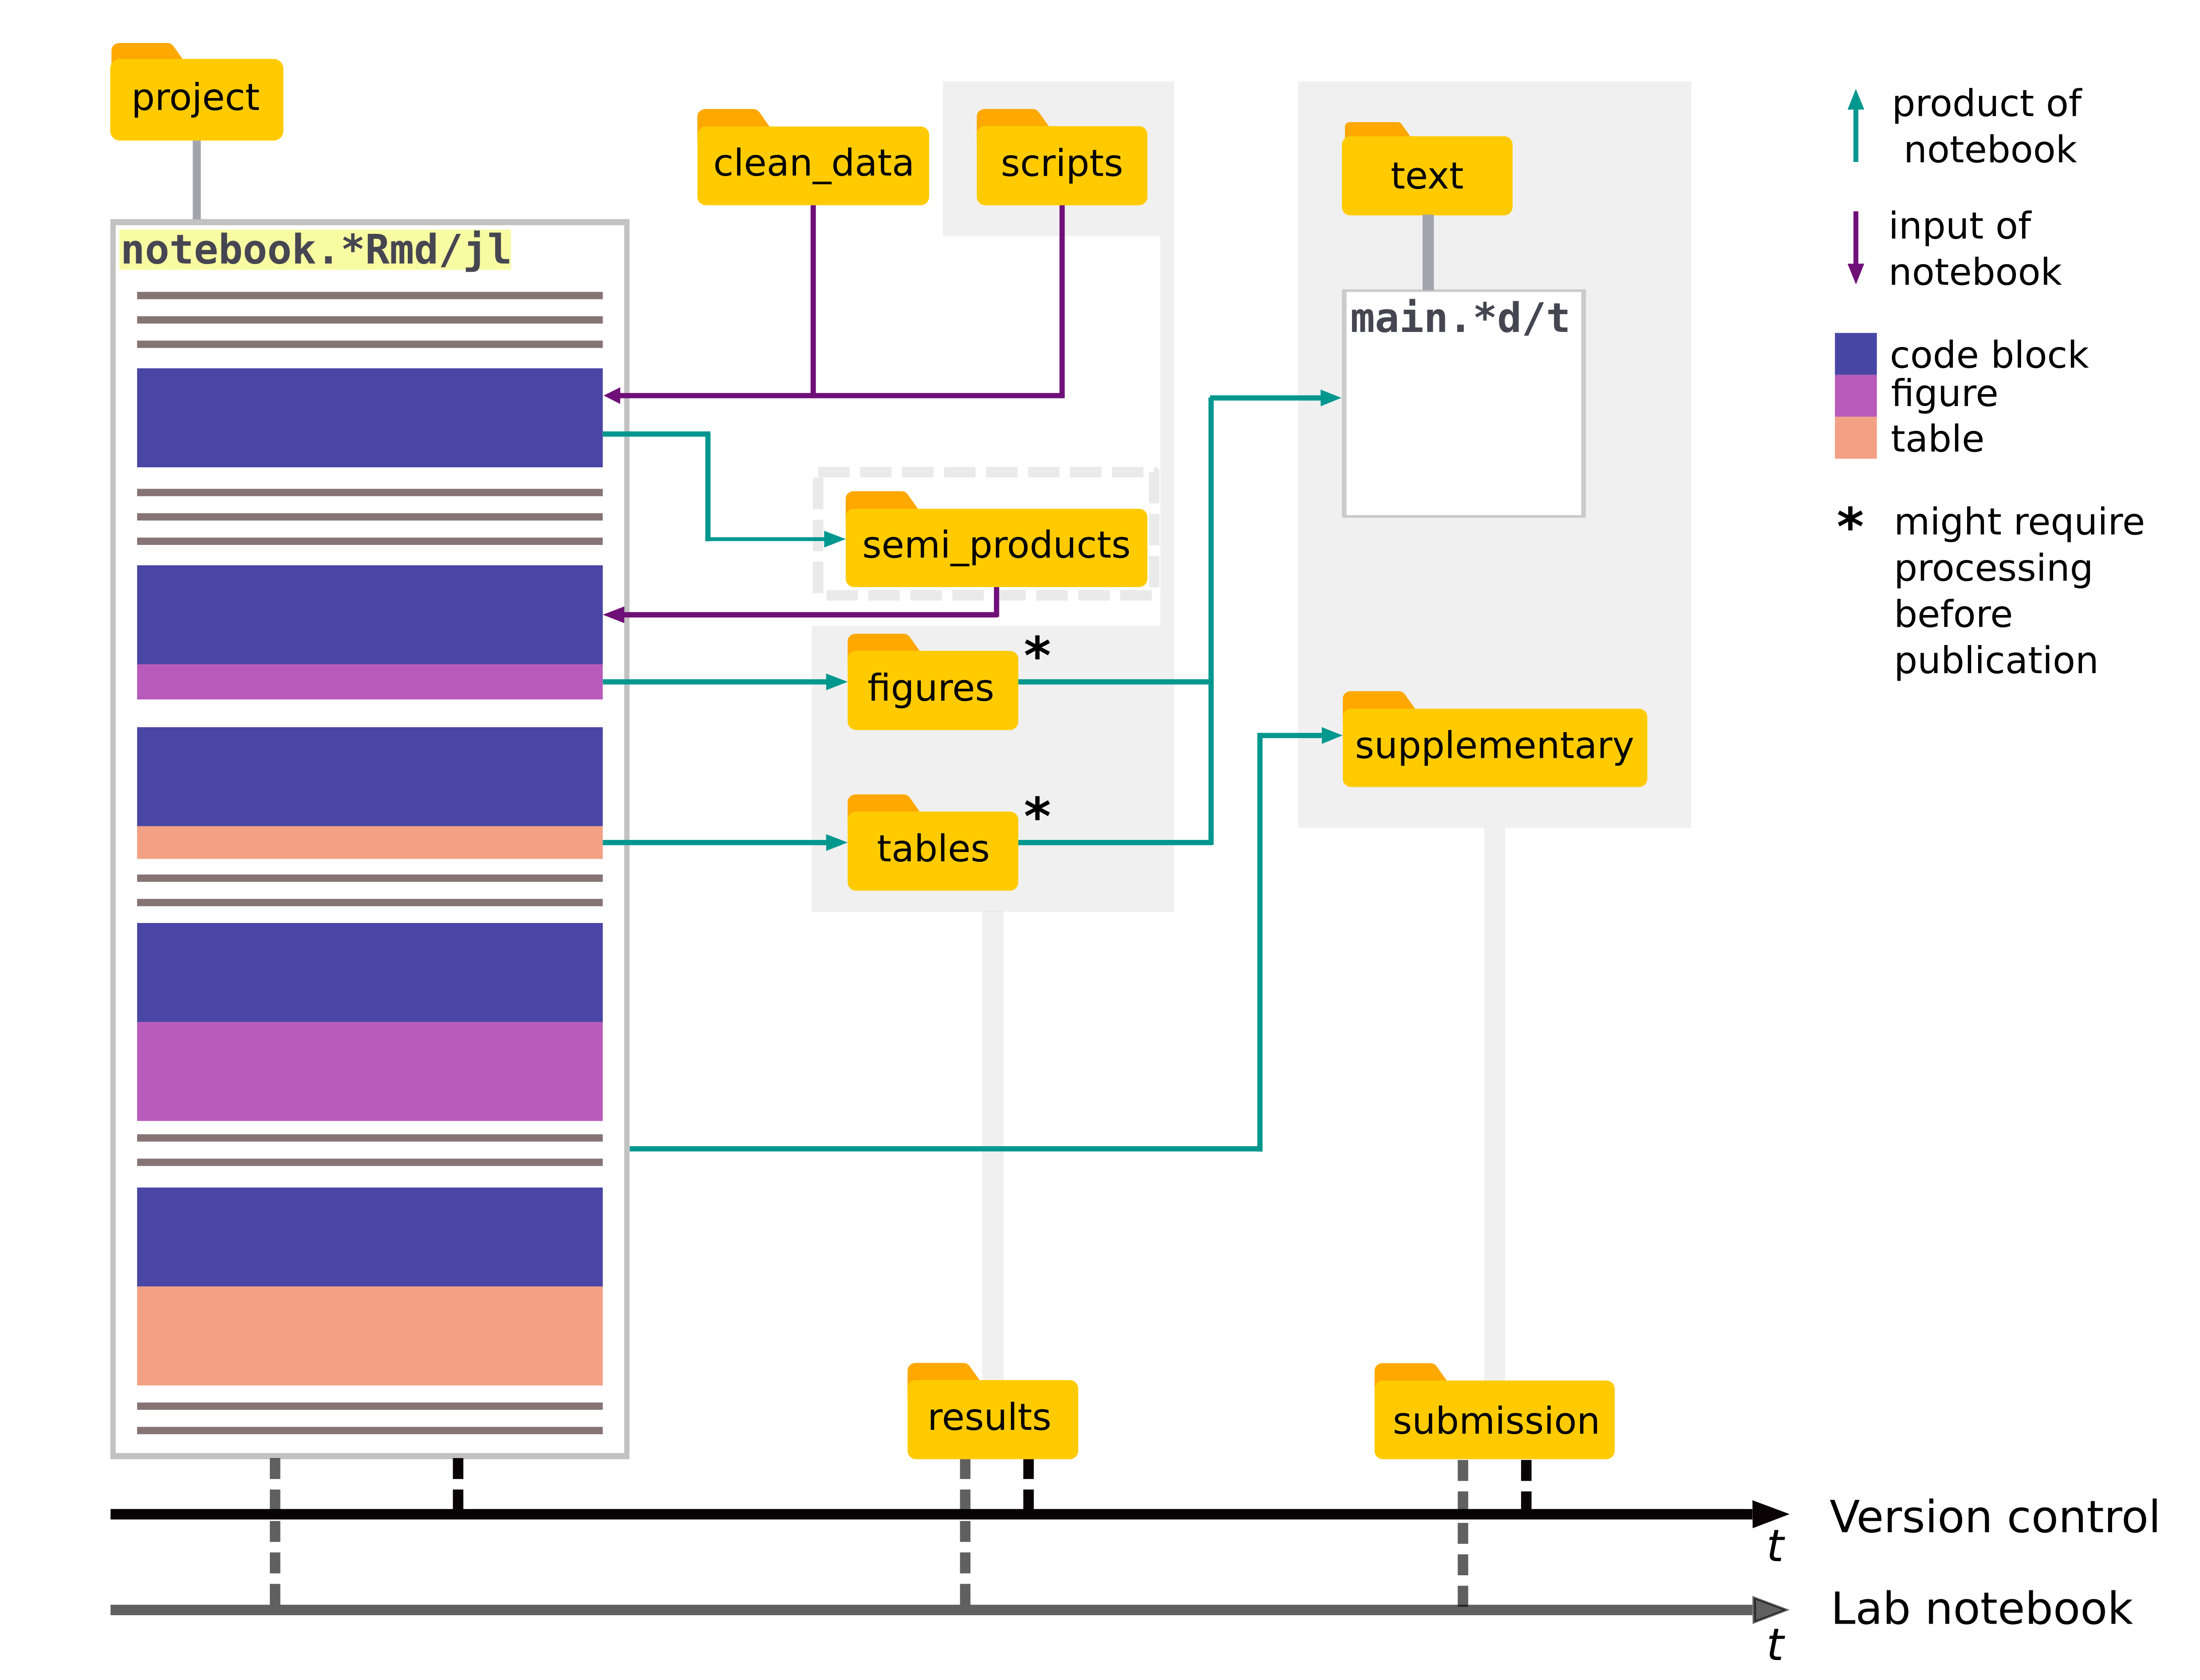 project
notebook.*Rmd/jl
clean_data
scripts
semi_products
figures
*
tables
*
results
text
main.*d/t
supplementary
submission
product of
notebook
input of
notebook
code block
figure
table
* might require
processing
before
publication
Version control
t
Lab notebook
t